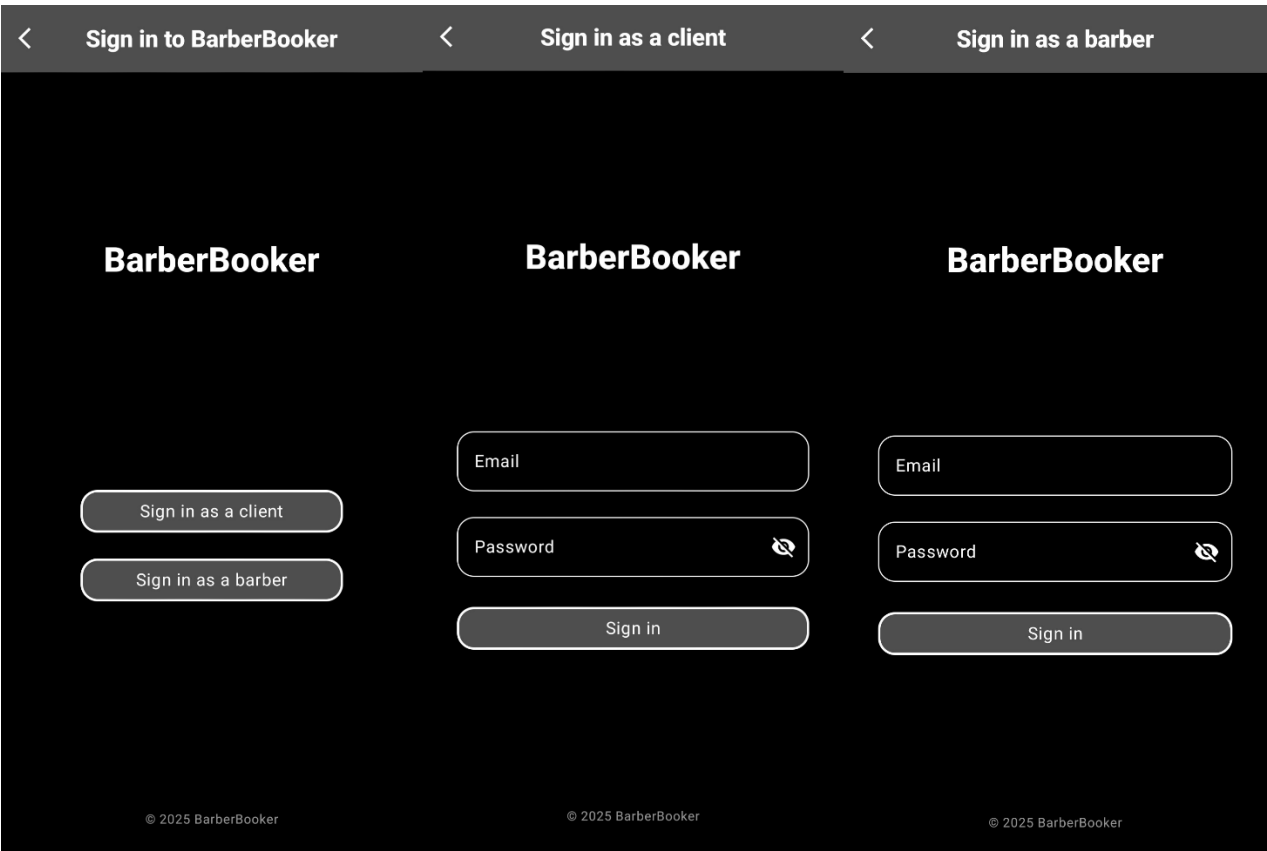 Sign in to BarberBooker
BarberBooker
Sign in as a client
Sign in as a barber
© 2025 BarberBooker
Sign in as a client
BarberBooker
Email
Password
Sign in
© 2025 BarberBooker
Sign in as a barber
BarberBooker
Email
Password
Sign in
© 2025 BarberBooker